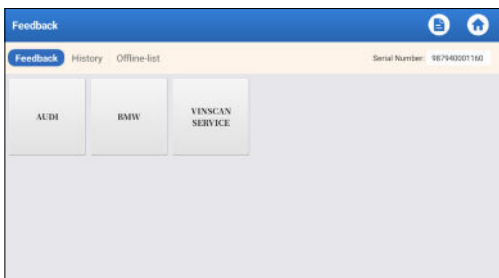 Feedback
Feedback History Offline-list Serial Number: 987940001160
AUDI BMW VINSCAN
SERVICE